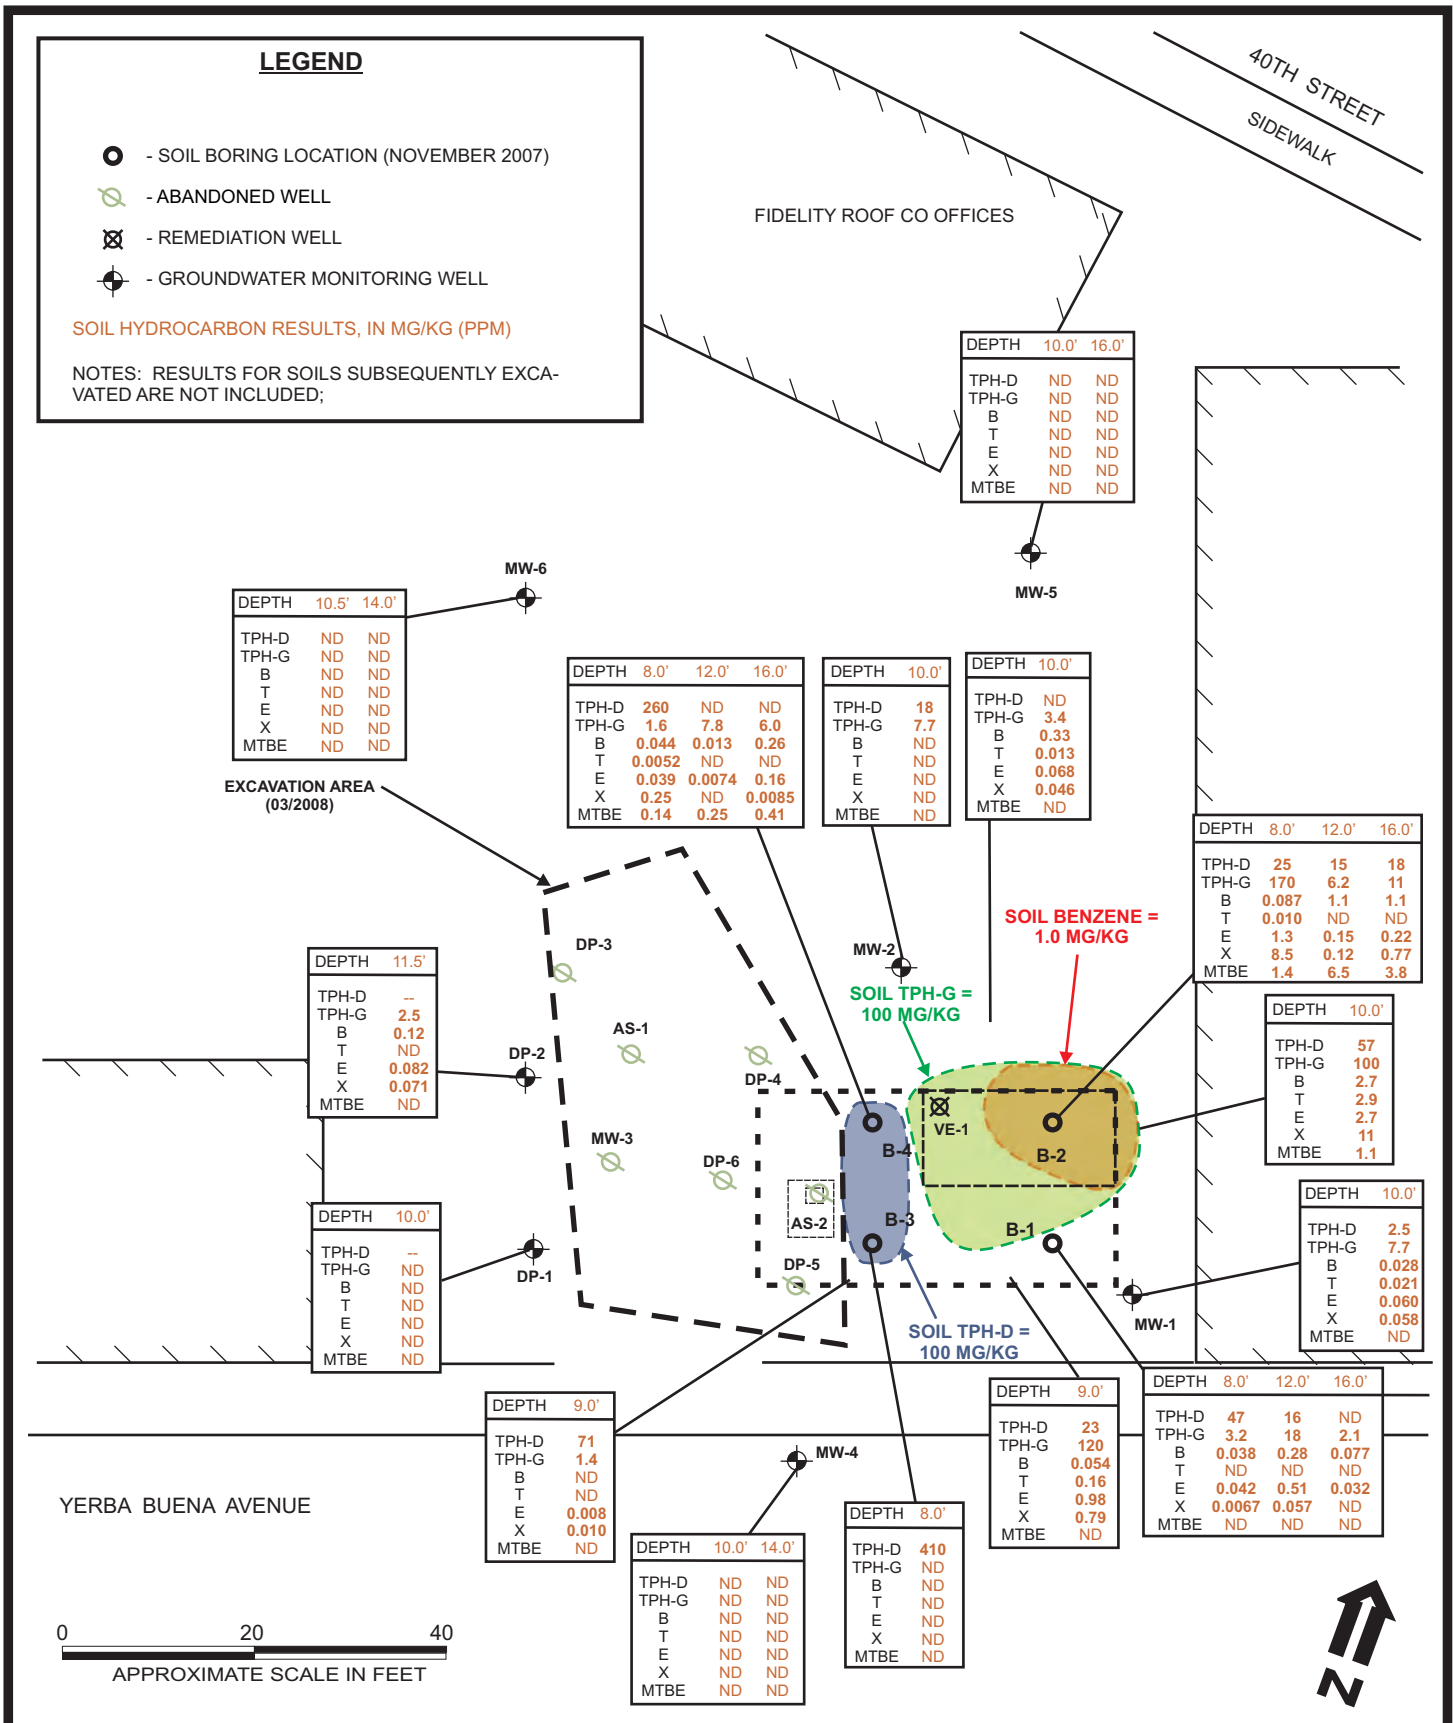 LEGEND
- SOIL BORING LOCATION (NOVEMBER 2007)
- ABANDONED WELL
- REMEDIATION WELL
- GROUNDWATER MONITORING WELL
SOIL HYDROCARBON RESULTS, IN MG/KG (PPM)
NOTES: RESULTS FOR SOILS SUBSEQUENTLY EXCA-
VATED ARE NOT INCLUDED;
40TH STREET
SIDEWALK
FIDELITY ROOF CO OFFICES
DEPTH 10.0' 16.0'
TPH-D ND ND
TPH-G ND ND
B ND ND
T ND ND
E ND ND
X ND ND
MTBE ND ND
MW-5
MW-6
DEPTH 10.5' 14.0'
TPH-D ND ND
TPH-G ND ND
B ND ND
T ND ND
E ND ND
X ND ND
MTBE ND ND
EXCAVATION AREA
(03/2008)
DEPTH 8.0' 12.0' 16.0'
TPH-D 260 ND ND
TPH-G 1.6 7.8 6.0
B 0.044 0.013 0.26
T 0.0052 ND ND
E 0.039 0.0074 0.16
X 0.25 ND 0.0085
MTBE 0.14 0.25 0.41
DEPTH 10.0'
TPH-D 18
TPH-G 7.7
B ND
T ND
E ND
X ND
MTBE ND
DEPTH 10.0'
TPH-D ND
TPH-G 3.4
B 0.33
T 0.013
E 0.068
X 0.046
MTBE ND
DEPTH 8.0' 12.0' 16.0'
TPH-D 25 15 18
TPH-G 170 6.2 11
B 0.087 1.1 1.1
T 0.010 ND ND
E 1.3 0.15 0.22
X 8.5 0.12 0.77
MTBE 1.4 6.5 3.8
SOIL BENZENE =
1.0 MG/KG
MW-2
SOIL TPH-G =
100 MG/KG
DP-3
DEPTH 11.5'
TPH-D --
TPH-G 2.5
B 0.12
T ND
E 0.082
X 0.071
MTBE ND
DEPTH 10.0'
TPH-D 57
TPH-G 100
B 2.7
T 2.9
E 2.7
X 11
MTBE 1.1
AS-1
DP-2
DP-4
VE-1
B-4
B-2
MW-3
DP-6
AS-2
B-3
B-1
DP-5
DP-1
DEPTH 10.0'
TPH-D --
TPH-G ND
B ND
T ND
E ND
X ND
MTBE ND
DEPTH 10.0'
TPH-D 2.5
TPH-G 7.7
B 0.028
T 0.021
E 0.060
X 0.058
MTBE ND
MW-1
SOIL TPH-D =
100 MG/KG
DEPTH 9.0'
TPH-D 71
TPH-G 1.4
B ND
T ND
E 0.008
X 0.010
MTBE ND
DEPTH 9.0'
TPH-D 23
TPH-G 120
B 0.054
T 0.16
E 0.98
X 0.79
MTBE ND
DEPTH 8.0' 12.0' 16.0'
TPH-D 47 16 ND
TPH-G 3.2 18 2.1
B 0.038 0.28 0.077
T ND ND ND
E 0.042 0.51 0.032
X 0.0067 0.057 ND
MTBE ND ND ND
MW-4
YERBA BUENA AVENUE
DEPTH 10.0' 14.0'
TPH-D ND ND
TPH-G ND ND
B ND ND
T ND ND
E ND ND
X ND ND
MTBE ND ND
DEPTH 8.0'
TPH-D 410
TPH-G ND
B ND
T ND
E ND
X ND
MTBE ND
0 20 40
APPROXIMATE SCALE IN FEET
N